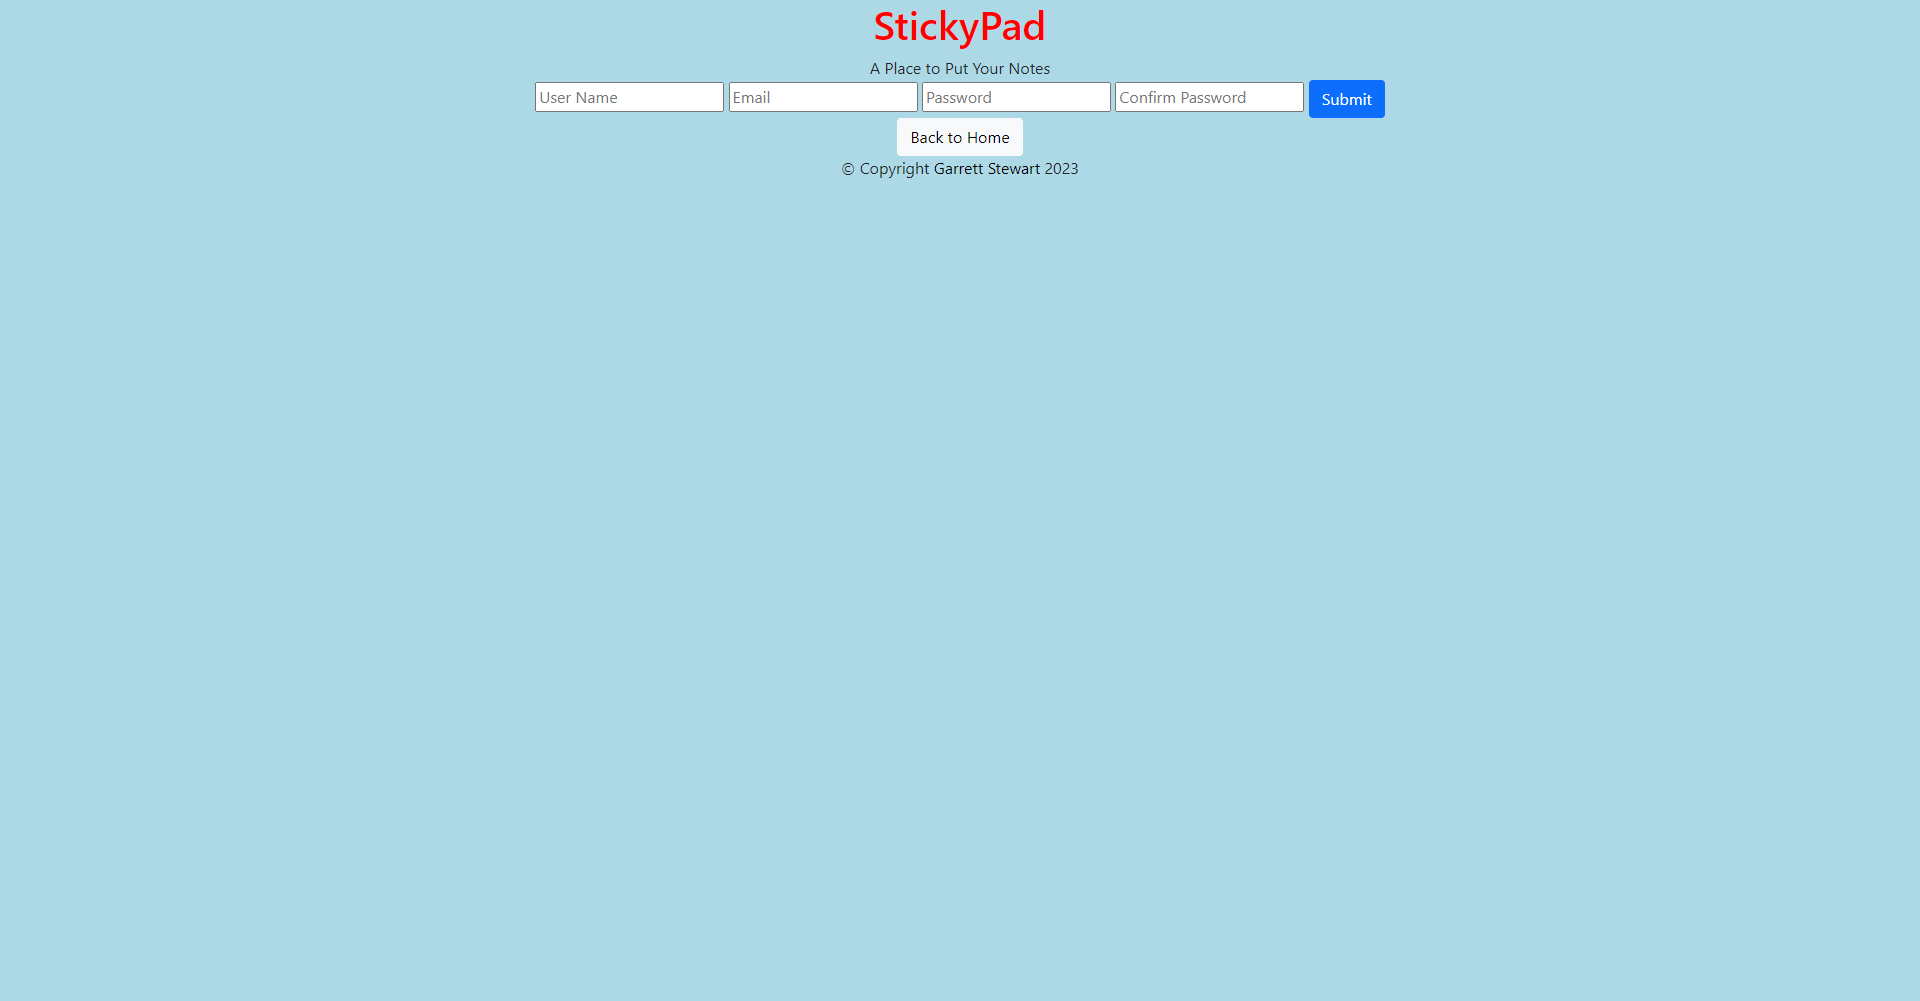 StickyPad
A Place to Put Your Notes
User Name Email Password Confirm Password Submit
Back to Home
© Copyright Garrett Stewart 2023